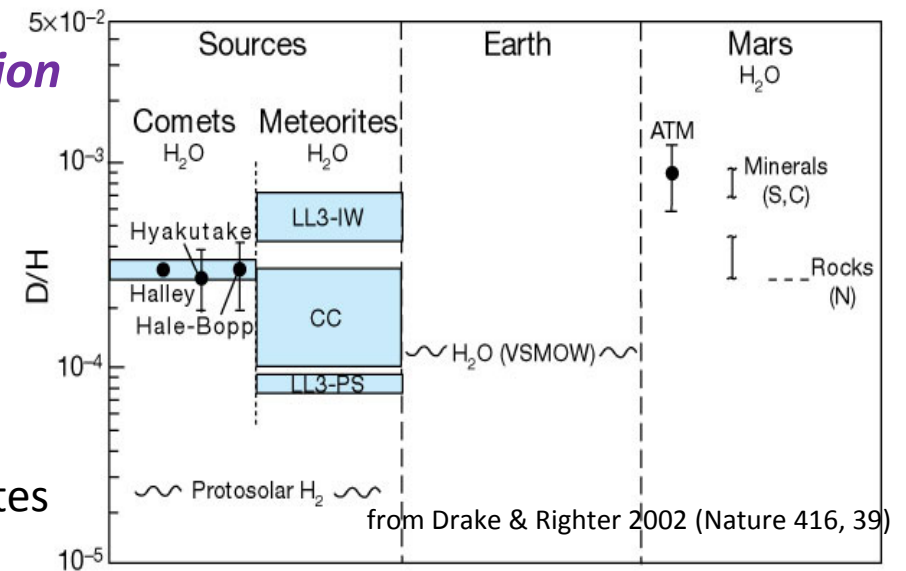 5×10⁻²
Sources
Earth
Mars
H₂O
ion
Comets
H₂O
Meteorites
H₂O
ATM
10⁻³
Minerals
(S,C)
LL3-IW
Hyakutake
D/H
Halley
Hale-Bopp
CC
Rocks
(N)
H₂O (VSMOW)
10⁻⁴
LL3-PS
Protosolar H₂
tes
from Drake & Righter 2002 (Nature 416, 39)
10⁻⁵